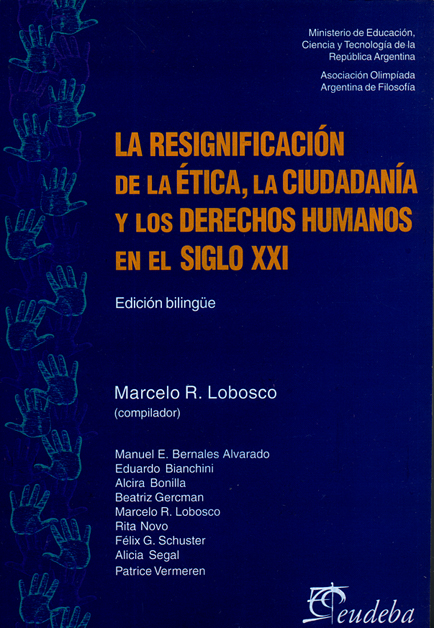 Ministerio de Educación,
Ciencia y Tecnología de la
República Argentina
Asociación Olimpíada
Argentina de Filosofía
LA RESIGNIFICACIÓN
DE LA ÉTICA, LA CIUDADANÍA
Y LOS DERECHOS HUMANOS
EN EL SIGLO XXI
Edición bilingüe
Marcelo R. Lobosco
(compilador)
Manuel E. Bernales Alvarado
Eduardo Bianchini
Alcira Bonilla
Beatriz Gercman
Marcelo R. Lobosco
Rita Novo
Félix G. Schuster
Alicia Segal
Patrice Vermeren
eudeba